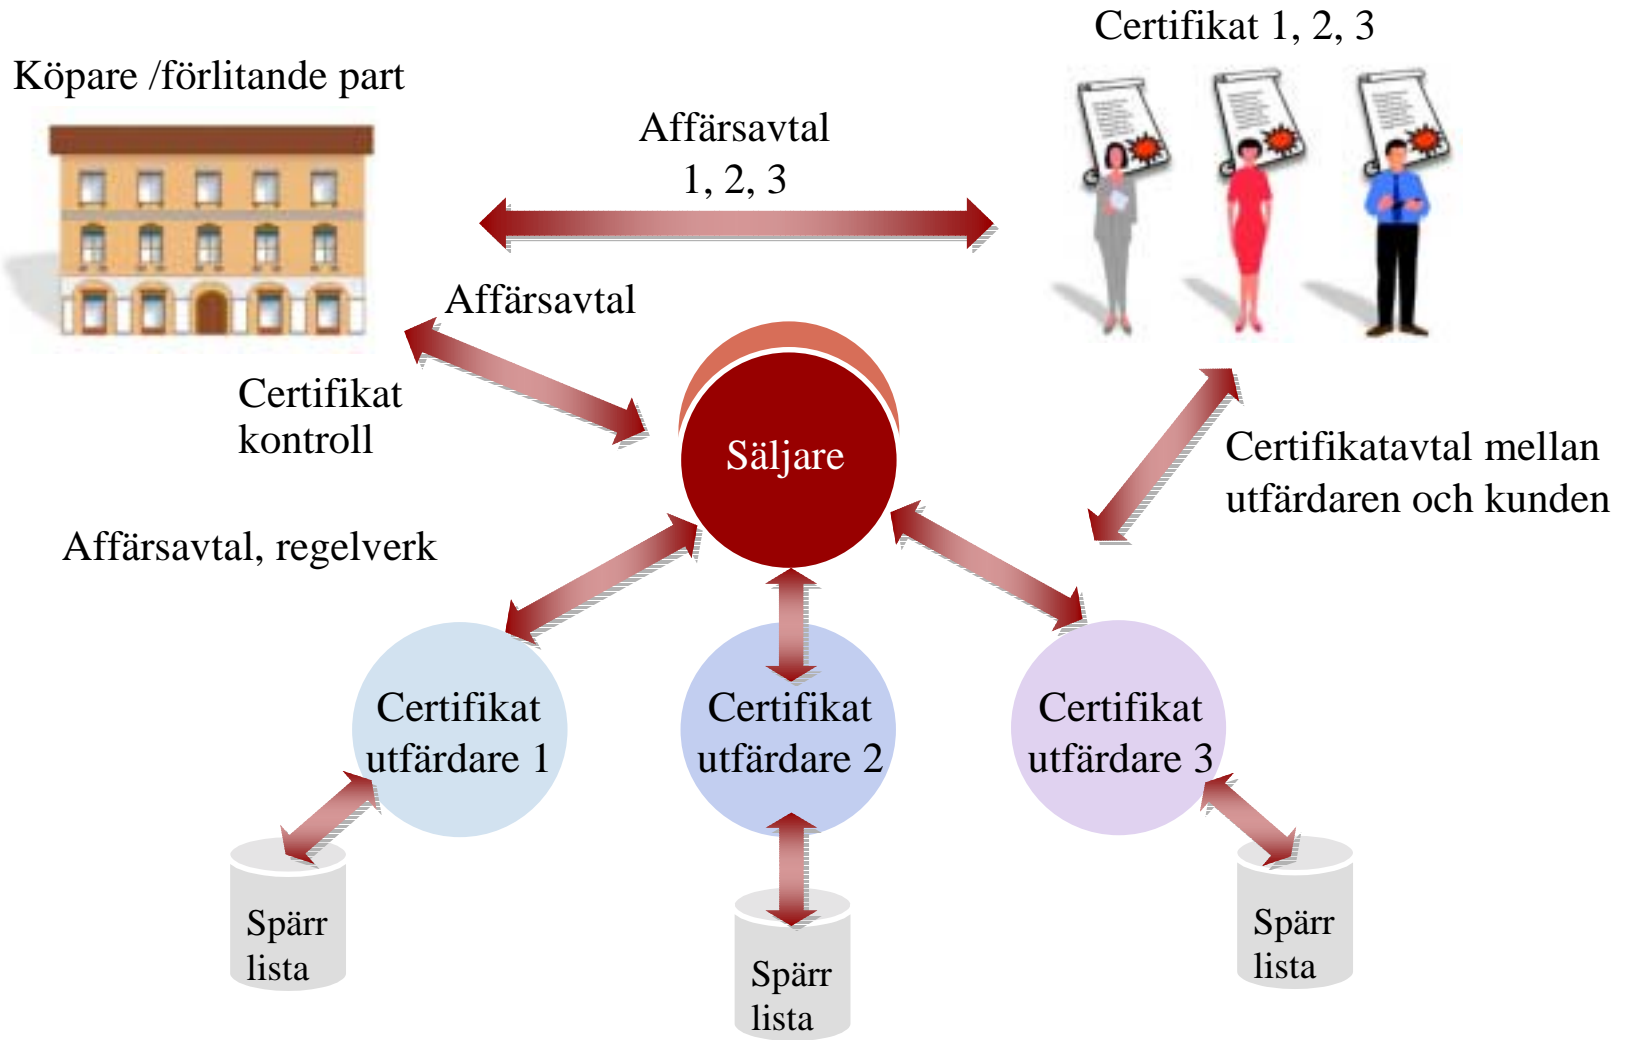 Certifikat 1, 2, 3
Köpare /förlitande part
Affärsavtal
1, 2, 3
Affärsavtal
Certifikat
kontroll
Säljare
Certifikatavtal mellan
utfärdaren och kunden
Affärsavtal, regelverk
Certifikat
utfärdare 1
Certifikat
utfärdare 2
Certifikat
utfärdare 3
Spärr
lista
Spärr
lista
Spärr
lista